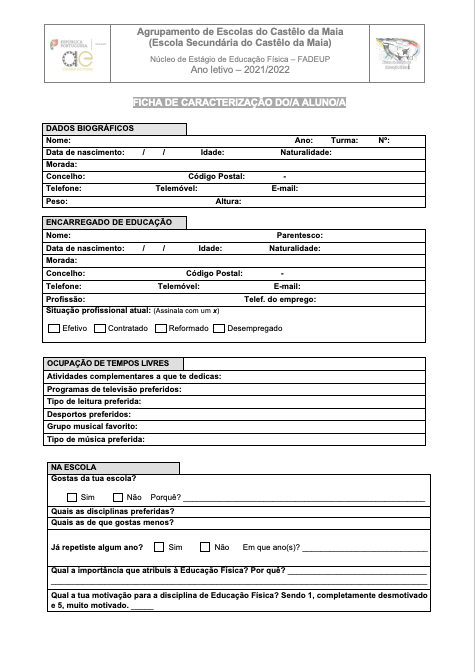 REPÚBLICA
PORTUGUESA
ae
Agrupamento de Escolas do Castêlo da Maia
(Escola Secundária do Castêlo da Maia)
Núcleo de Estágio de Educação Física – FADEUP
Ano letivo – 2021/2022
FICHA DE CARACTERIZAÇÃO DO/A ALUNO/A
DADOS BIOGRÁFICOS
Nome: Ano: Turma: Nº:
Data de nascimento: / / Idade: Naturalidade:
Morada:
Concelho: Código Postal: -
Telefone: Telemóvel: E-mail:
Peso: Altura:
ENCARREGADO DE EDUCAÇÃO
Nome: Parentesco:
Data de nascimento: / / Idade: Naturalidade:
Morada:
Concelho: Código Postal: -
Telefone: Telemóvel: E-mail:
Profissão: Telef. do emprego:
Situação profissional atual: (Assinala com um x)
Efetivo Contratado Reformado Desempregado
OCUPAÇÃO DE TEMPOS LIVRES
Atividades complementares a que te dedicas:
Programas de televisão preferidos:
Tipo de leitura preferida:
Desportos preferidos:
Grupo musical favorito:
Tipo de música preferida:
NA ESCOLA
Gostas da tua escola?
Sim Não Porquê? ____________________
Quais as disciplinas preferidas?
Quais as de que gostas menos?
Já repetiste algum ano? Sim Não Em que ano(s)? ____________________
Qual a importância que atribuis à Educação Física? Por quê? ____________________
____________________
Qual a tua motivação para a disciplina de Educação Física? Sendo 1, completamente desmotivado
e 5, muito motivado. _____